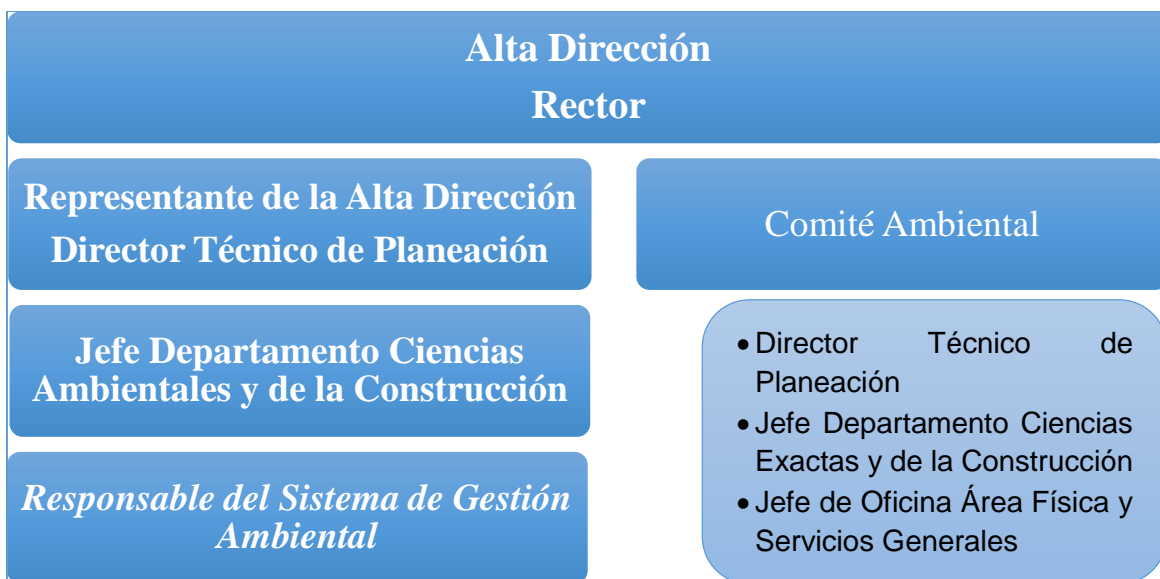 Alta Dirección
Rector
Representante de la Alta Dirección
Director Técnico de Planeación
Comité Ambiental
Jefe Departamento Ciencias
Ambientales y de la Construcción
Responsable del Sistema de Gestión
Ambiental
• Director Técnico de
Planeación
• Jefe Departamento Ciencias
Exactas y de la Construcción
• Jefe de Oficina Área Física y
Servicios Generales